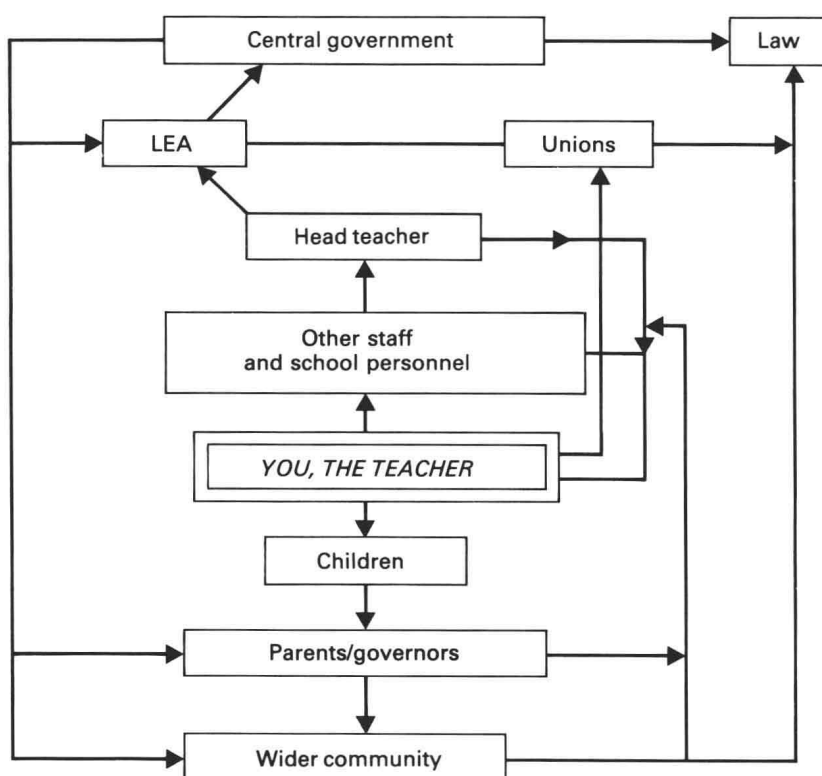 Central government
Law
LEA
Unions
Head teacher
Other staff
and school personnel
YOU, THE TEACHER
Children
Parents/governors
Wider community